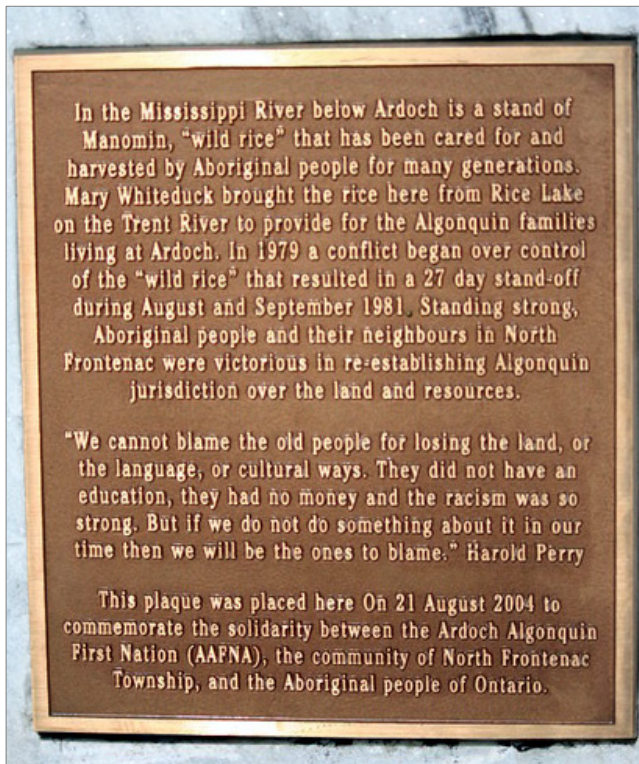 In the Mississippi River below Ardoch is a stand of
Manomin, “wild rice” that has been cared for and
harvested by Aboriginal people for many generations.
Mary Whiteduck brought the rice here from Rice Lake
on the Trent River to provide for the Algonquin families
living at Ardoch. In 1979 a conflict began over control
of the “wild rice” that resulted in a 27 day stand-off
during August and September 1981. Standing strong,
Aboriginal people and their neighbours in North
Frontenac were victorious in re-establishing Algonquin
jurisdiction over the land and resources.
“We cannot blame the old people for losing the land, or
the language, or cultural ways. They did not have an
education, they had no money and the racism was so
strong. But if we do not do something about it in our
time then we will be the ones to blame.” Harold Perry
This plaque was placed here On 21 August 2004 to
commemorate the solidarity between the Ardoch Algonquin
First Nation (AAFNA), the community of North Frontenac
Township, and the Aboriginal people of Ontario.